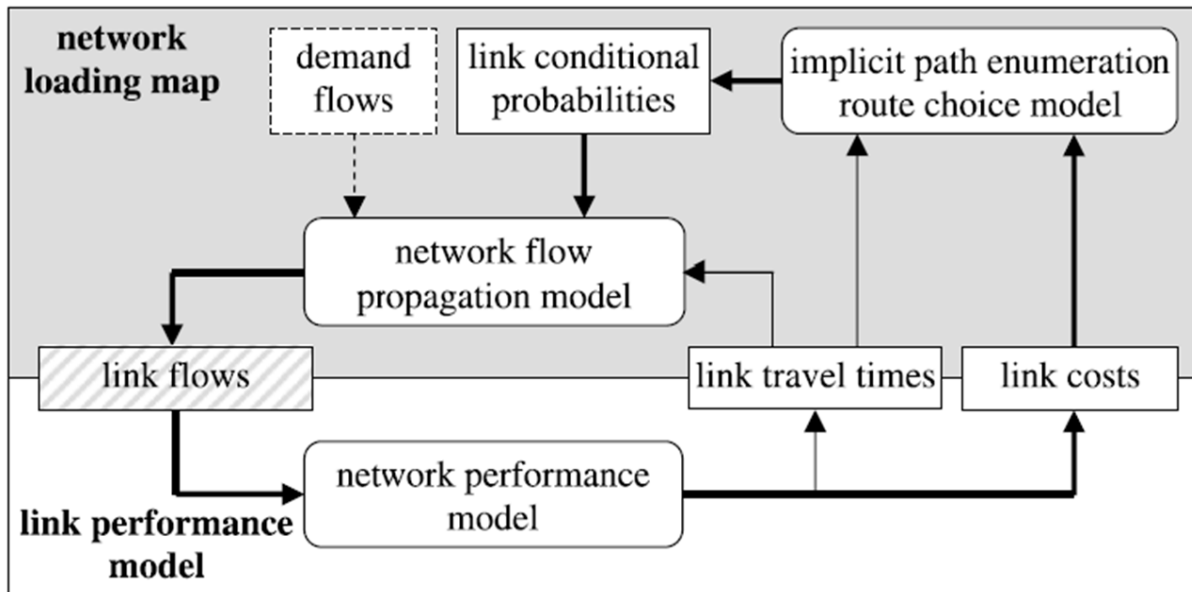 network
loading map
demand
flows
link conditional
probabilities
implicit path enumeration
route choice model
network flow
propagation model
link flows
link travel times
link costs
network performance
model
link performance
model